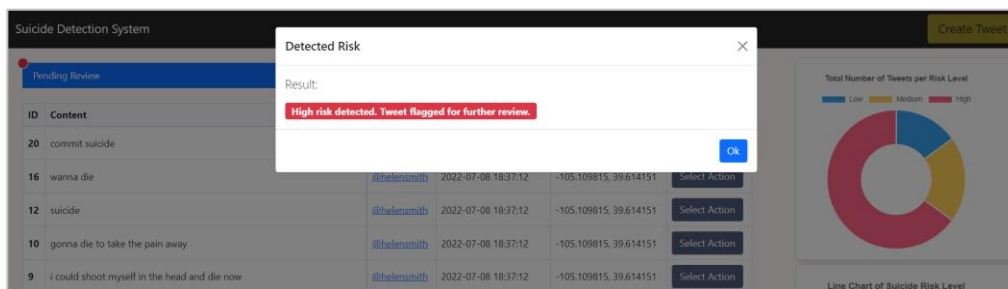 Suicide Detection System
Create Tweet
Detected Risk
Result:
High risk detected. Tweet flagged for further review.
Ok
Pending Review
ID Content
20 commit suicide
16 wanna die @helensmith 2022-07-08 18:37:12 -105.109815, 39.614151 Select Action
12 suicide @helensmith 2022-07-08 18:37:12 -105.109815, 39.614151 Select Action
10 gonna die to take the pain away @helensmith 2022-07-08 18:37:12 -105.109815, 39.614151 Select Action
9 i could shoot myself in the head and die now @helensmith 2022-07-08 18:37:12 -105.109815, 39.614151 Select Action
Total Number of Tweets per Risk Level
Low Medium High
Line Chart of Suicide Risk Level